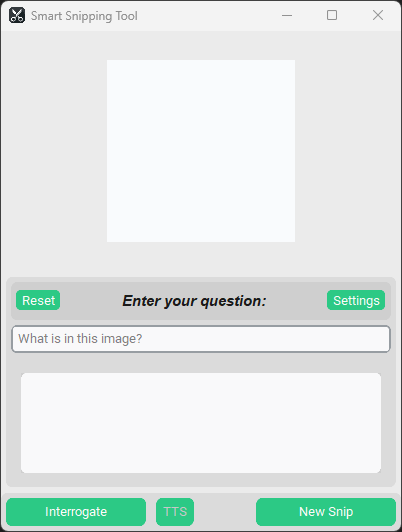 Smart Snipping Tool
Reset Enter your question: Settings
What is in this image?
Interrogate TTS New Snip